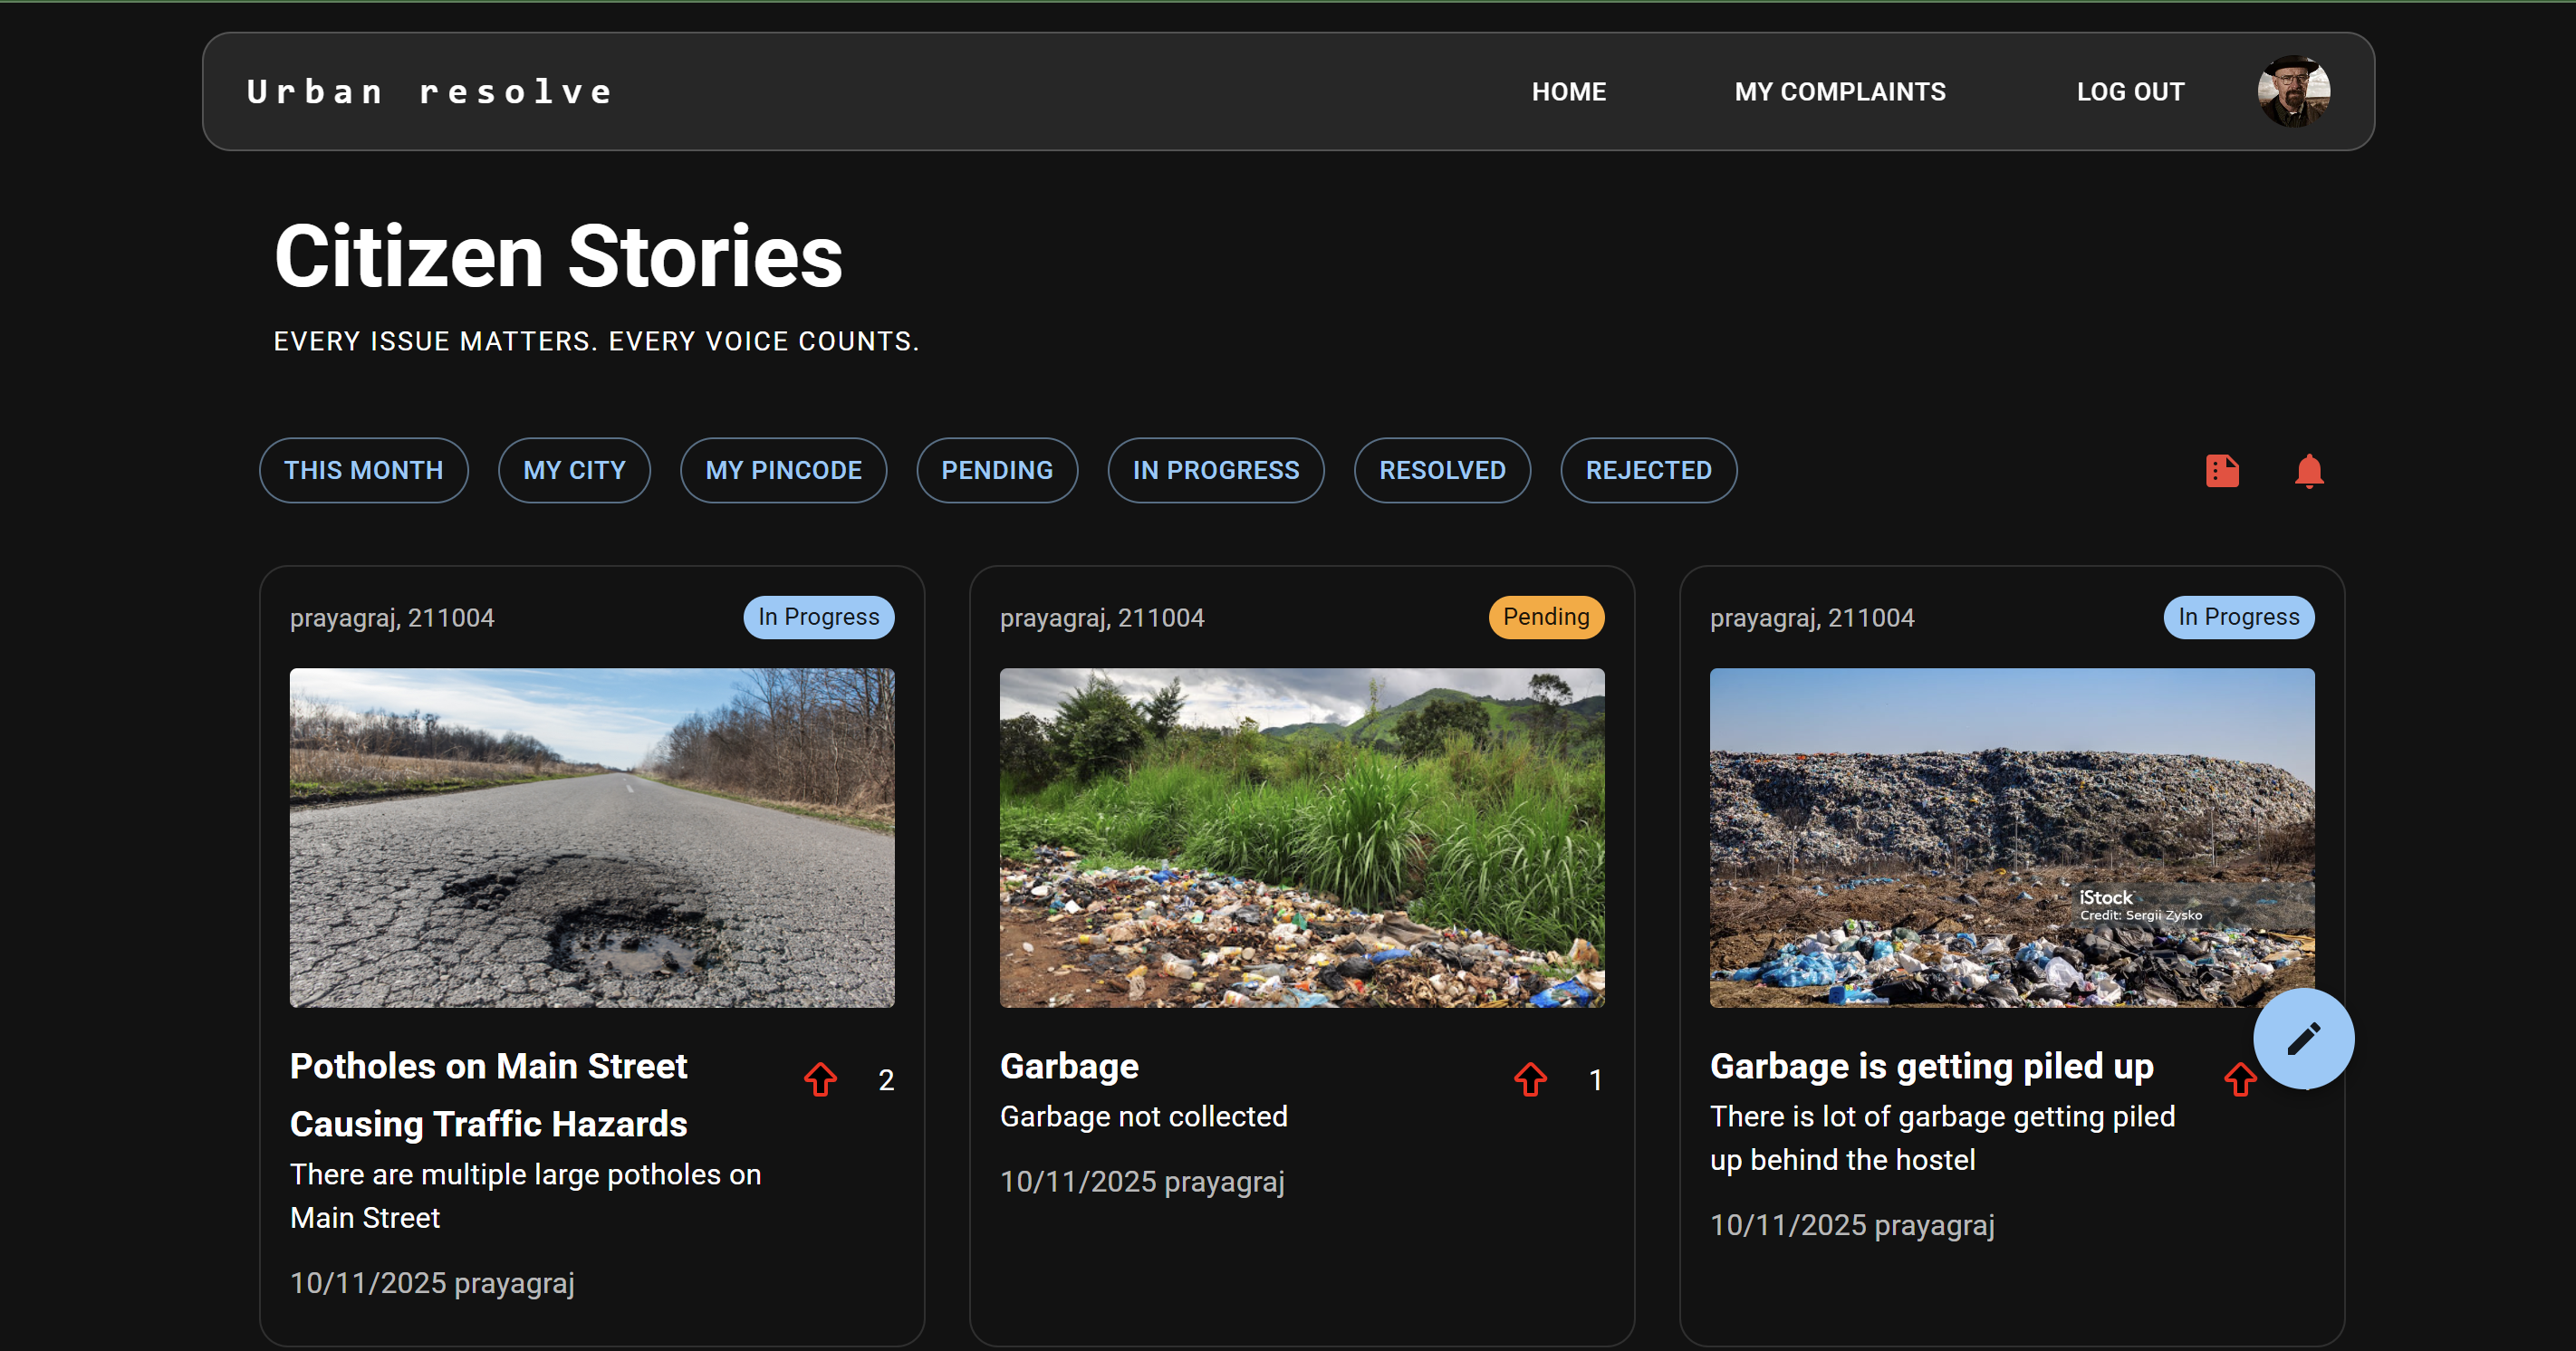 Urban resolve
HOME
MY COMPLAINTS
LOG OUT
Citizen Stories
EVERY ISSUE MATTERS. EVERY VOICE COUNTS.
THIS MONTH
MY CITY
MY PINCODE
PENDING
IN PROGRESS
RESOLVED
REJECTED
prayagraj, 211004
In Progress
Potholes on Main Street
Causing Traffic Hazards
2
There are multiple large potholes on
Main Street
10/11/2025 prayagraj
prayagraj, 211004
Pending
Garbage
1
Garbage not collected
10/11/2025 prayagraj
prayagraj, 211004
In Progress
iStock
Credit: Sergii Zysko
Garbage is getting piled up
There is lot of garbage getting piled
up behind the hostel
10/11/2025 prayagraj